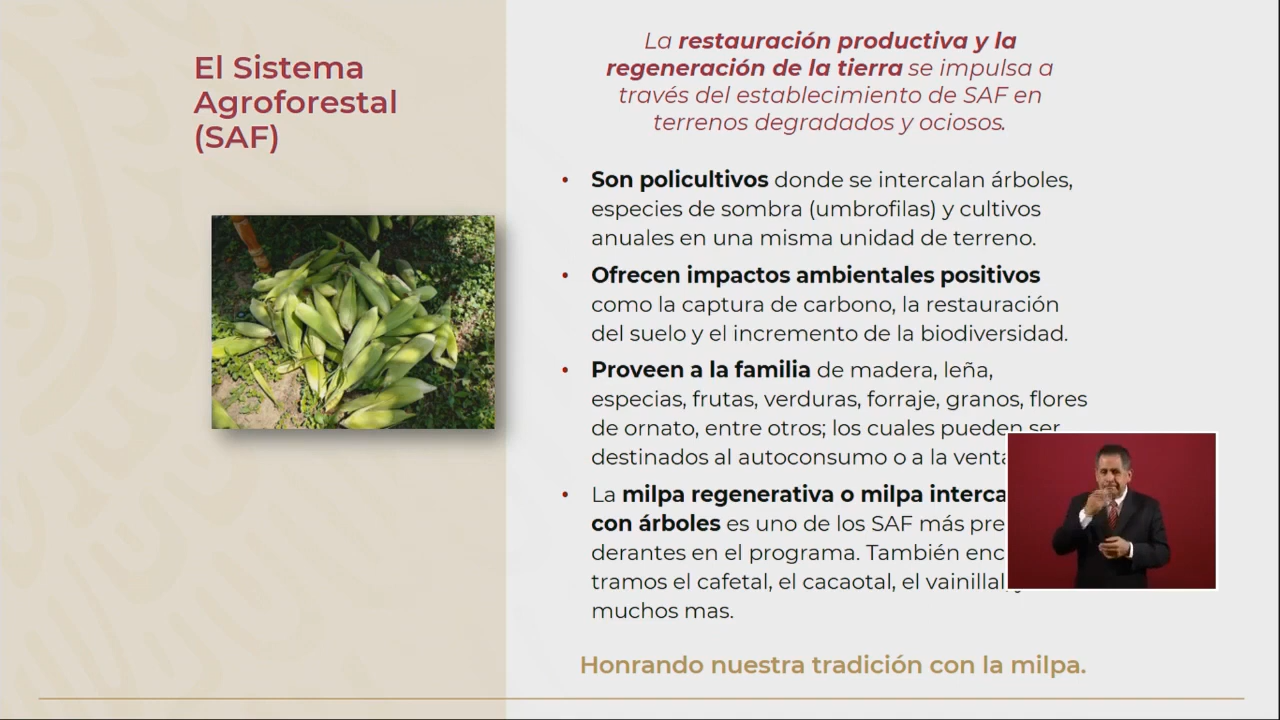 El Sistema
Agroforestal
(SAF)
La restauración productiva y la
regeneración de la tierra se impulsa a
través del establecimiento de SAF en
terrenos degradados y ociosos.
• Son policultivos donde se intercalan árboles,
especies de sombra (umbrofilas) y cultivos
anuales en una misma unidad de terreno.
• Ofrecen impactos ambientales positivos
como la captura de carbono, la restauración
del suelo y el incremento de la biodiversidad.
• Proveen a la familia de madera, leña,
especias, frutas, verduras, forraje, granos, flores
de ornato, entre otros; los cuales pueden ser
destinados al autoconsumo o a la venta
• La milpa regenerativa o milpa interca
con árboles es uno de los SAF más pre
derantes en el programa. También enc
tramos el cafetal, el cacaotal, el vainillal,
muchos mas.
Honrando nuestra tradición con la milpa.